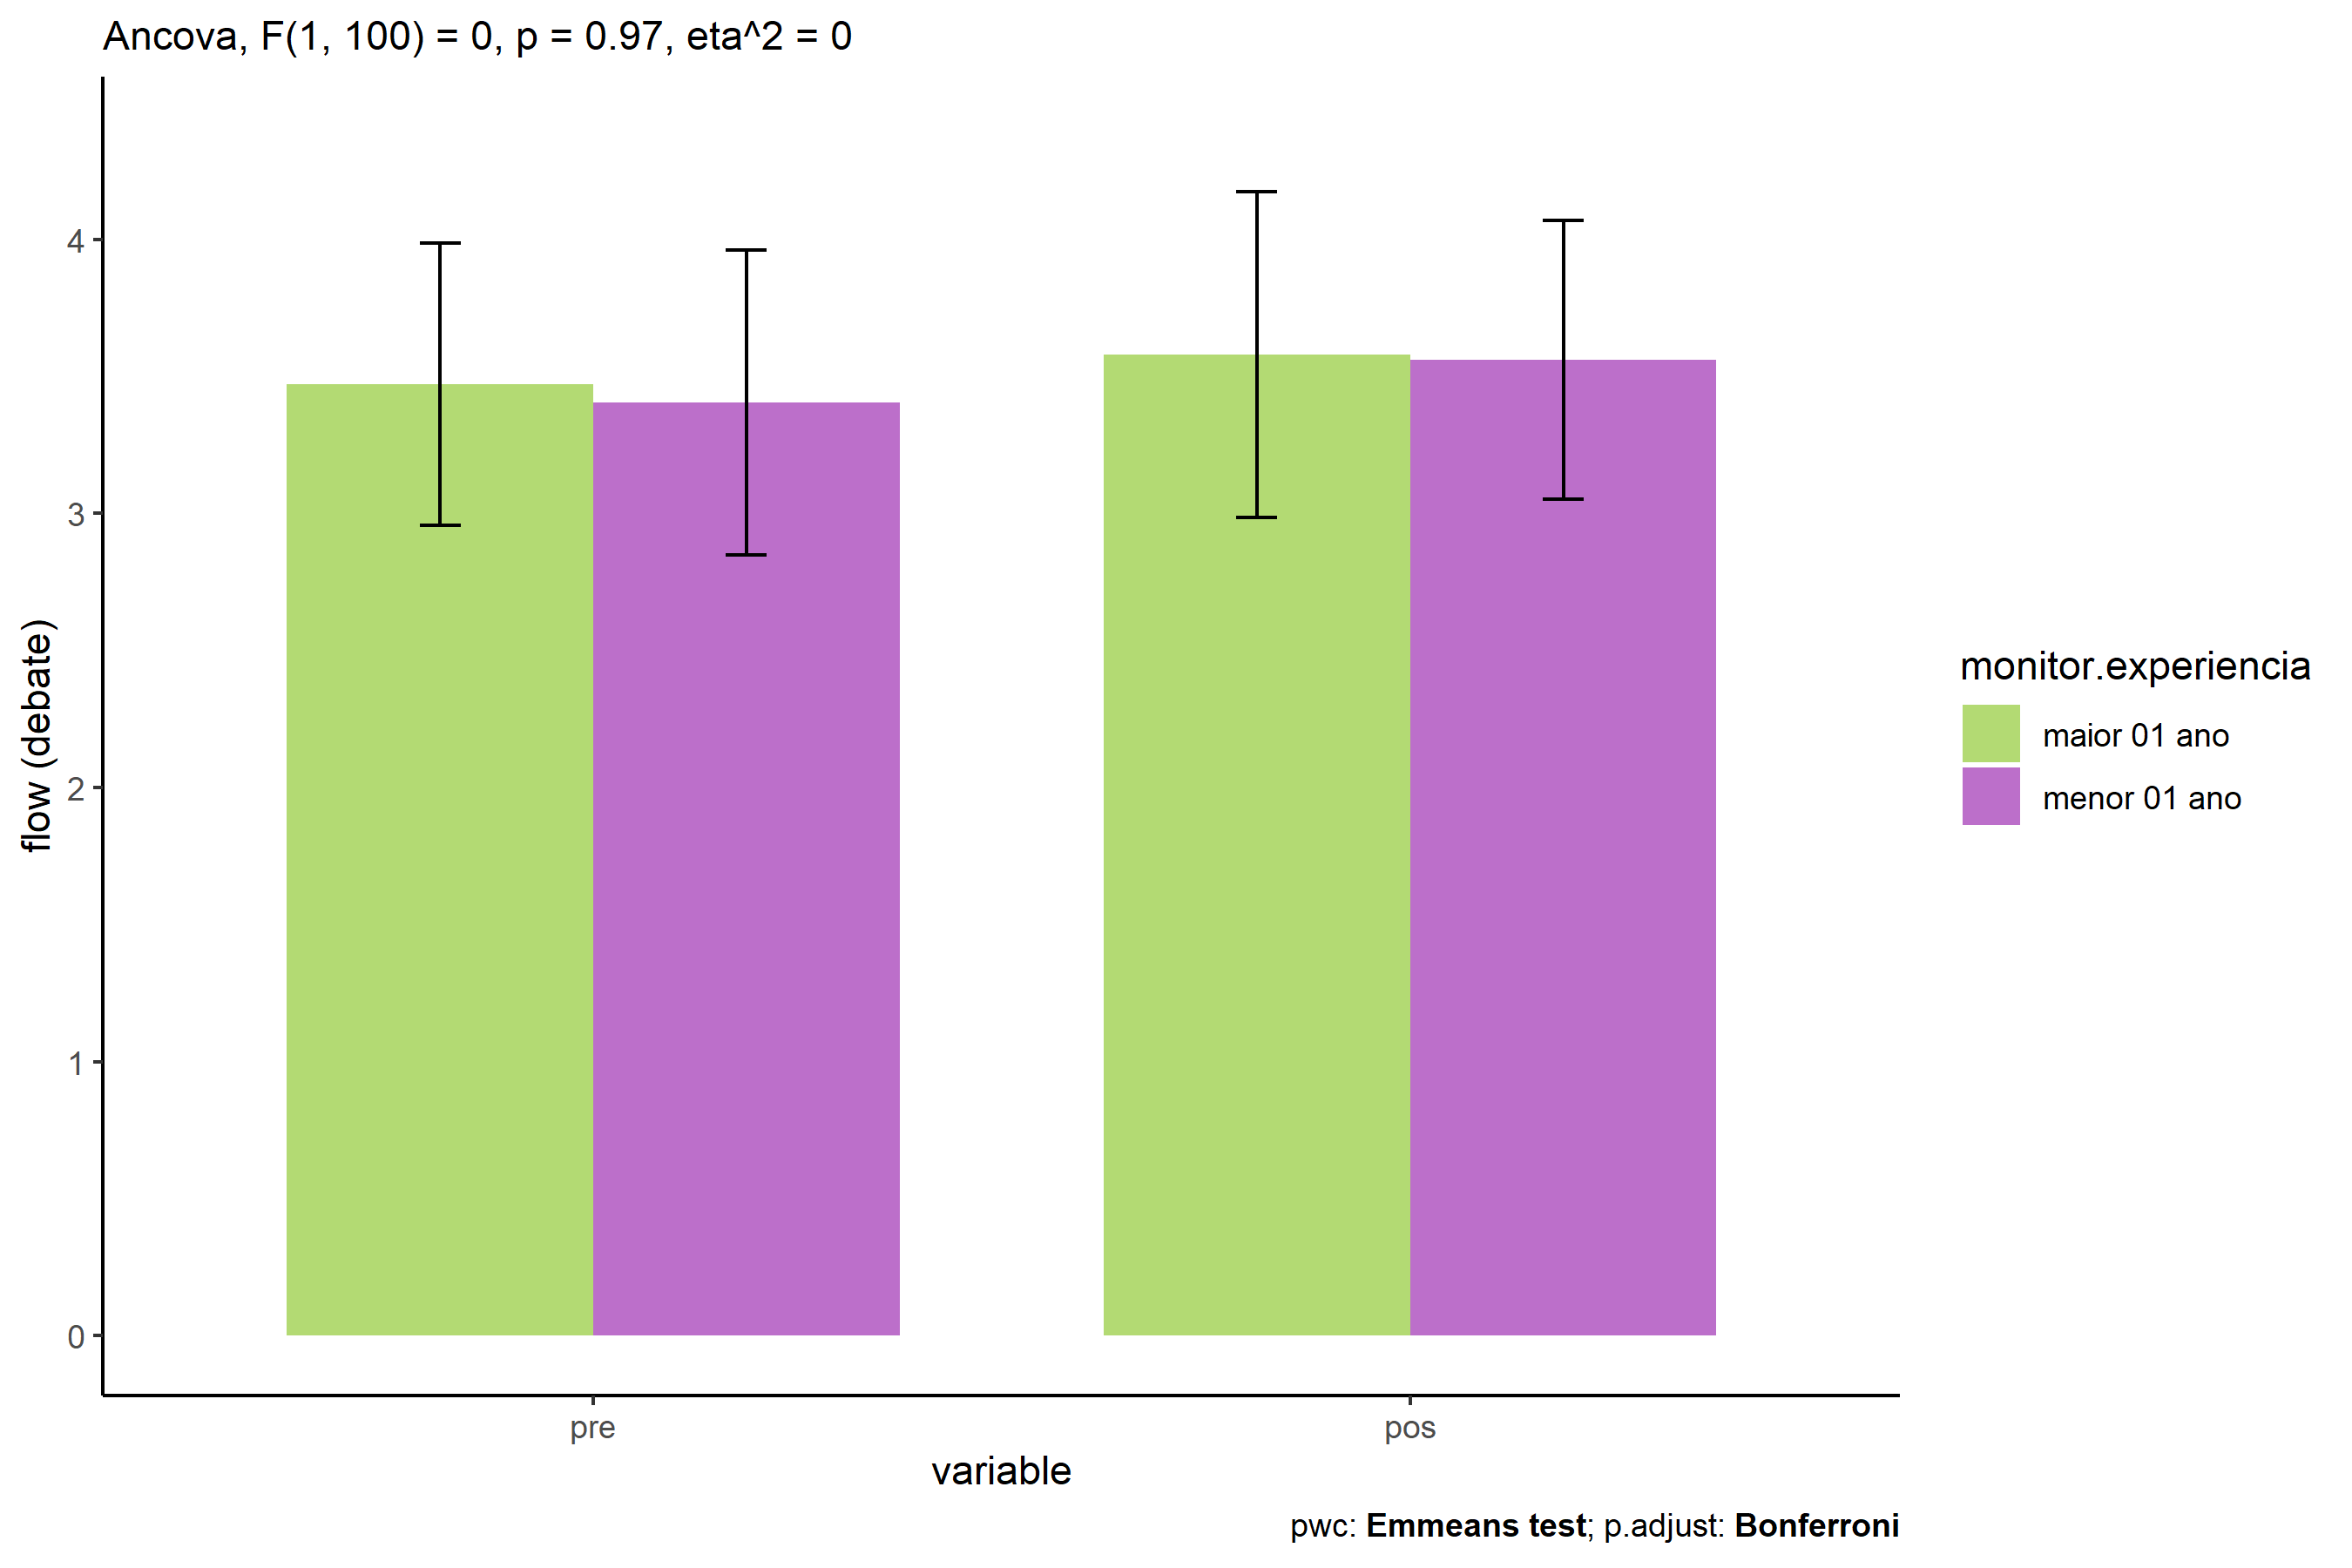 Ancova, F(1, 100) = 0, p = 0.97, eta^2 = 0
flow (debate)
4
3
2
1
0
pre
pos
variable
monitor.experiencia
maior 01 ano
menor 01 ano
pwc: Emmeans test; p.adjust: Bonferroni